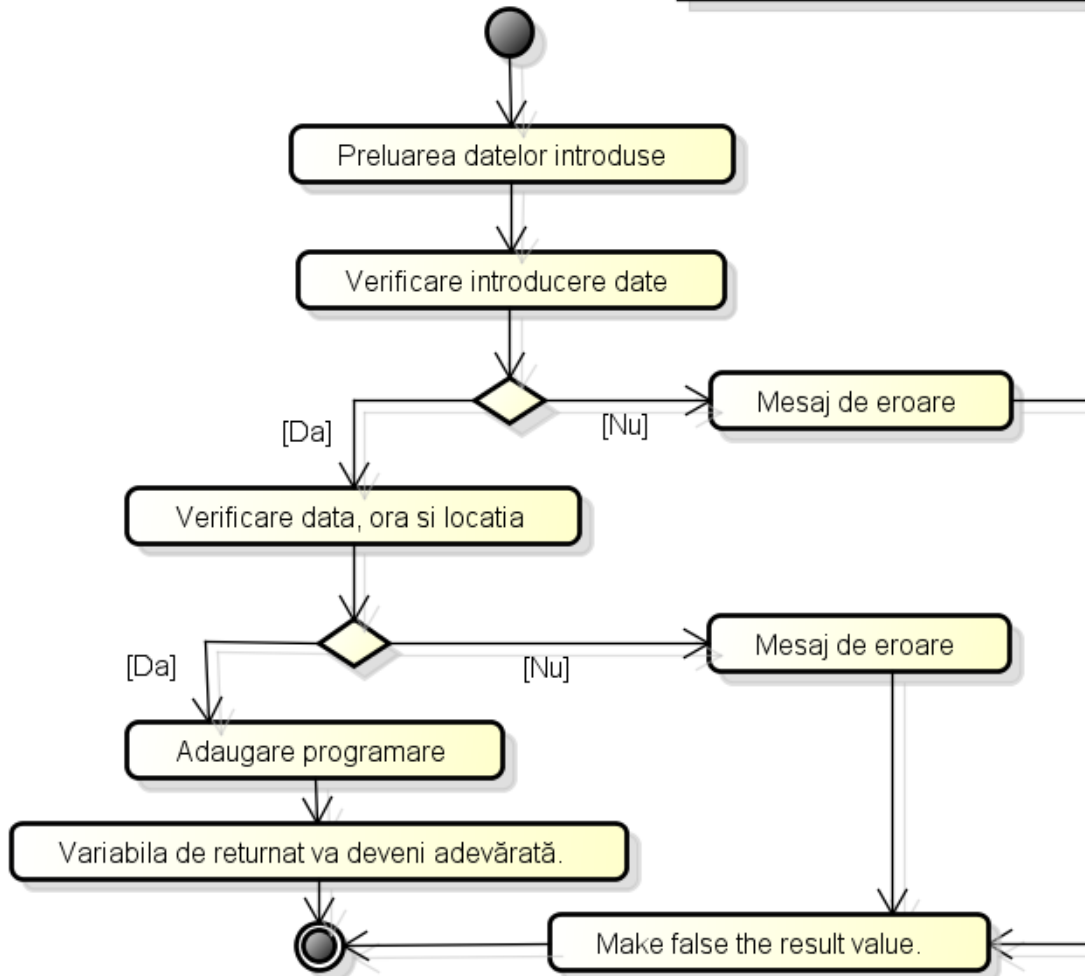 Preluarea datelor introduse
Verificare introducere date
[Da]
[Nu]
Mesaj de eroare
Verificare data, ora si locatia
[Da]
[Nu]
Mesaj de eroare
Adaugare programare
Variabila de returnat va deveni adevărată.
Make false the result value.